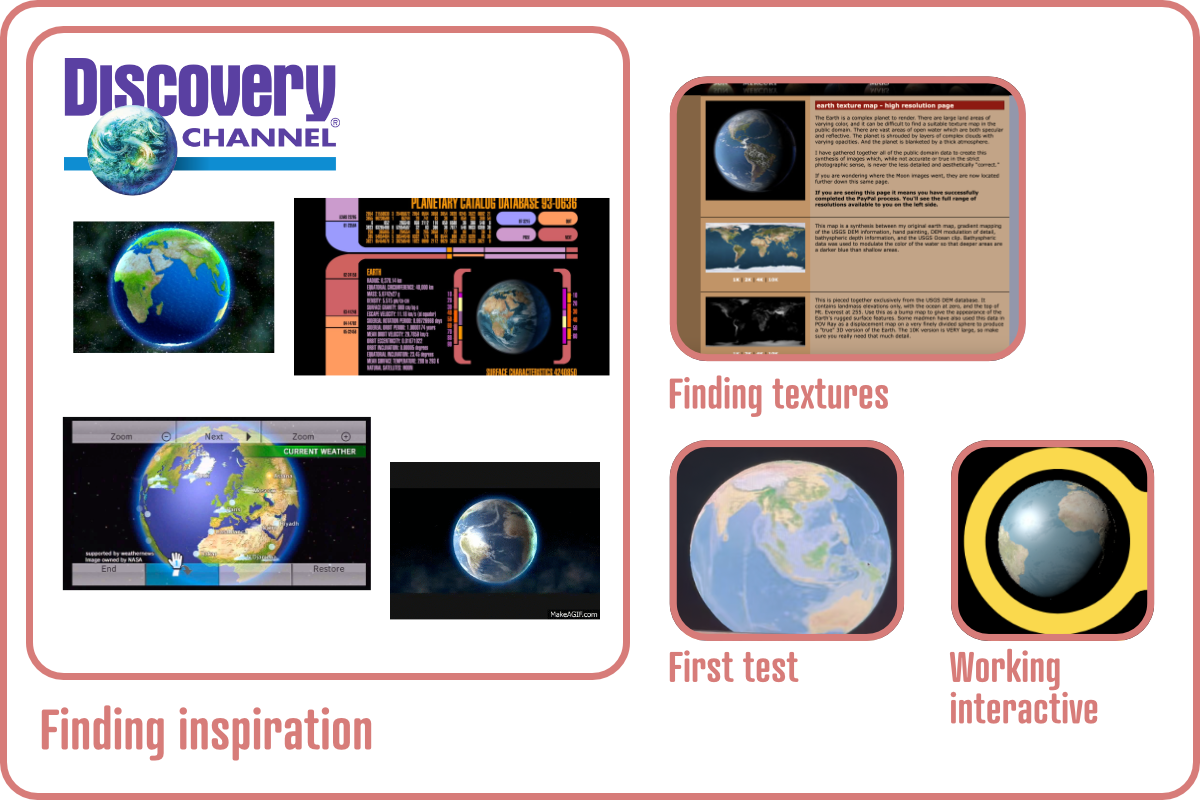 Discovery
CHANNEL®
PLANETARY CATALOG DATABASE 93-0636
EARTH
SURFACE CHARACTERISTICS 4240850
Zoom
Next
Zoom
CURRENT WEATHER
supported by weathernews
Image owned by NASA
End
Restore
MakeAGIF.com
Finding inspiration
earth texture map - high resolution page
The Earth is a complex planet to render. There are large land areas of
varying color, and it can be difficult to find a suitable texture map in the
public domain. There are vast areas of open water which are both specular
and reflective. The planet is shrouded by layers of complex clouds with
varying opacities. And the planet is blanketed by a thick atmosphere.
I have gathered together all of the public domain data to create this
synthesis of images which, while not accurate or true in the strict
photographic sense, is never the less detailed and aesthetically "correct."
If you are wondering where the Moon images went, they are now located
further down this same page.
If you are seeing this page it means you have successfully
completed the PayPal process. You'll see the full range of
resolutions available to you on the left side.
This map is a synthesis between my original earth map, gradient mapping
of the USGS DEM information, hand painting, DEM modulation of detail,
bathyspheric depth information, and the USGS Ocean clip. Bathyspheric
data was used to modulate the color of the water so that deeper areas are
a darker blue than shallow areas.
This is pieced together exclusively from the USGS DEM database. It
contains landmass elevations only, with the ocean at zero, and the top of
Mt. Everest at 255. Use this as a bump map to give the appearance of the
Earth's rugged surface features. Some madmen have also used this data in
POV Ray as a displacement map on a very finely divided sphere to produce
a "true" 3D version of the Earth. The 10K version is VERY large, so make
sure you really need that much detail.
Finding textures
First test
Working
interactive